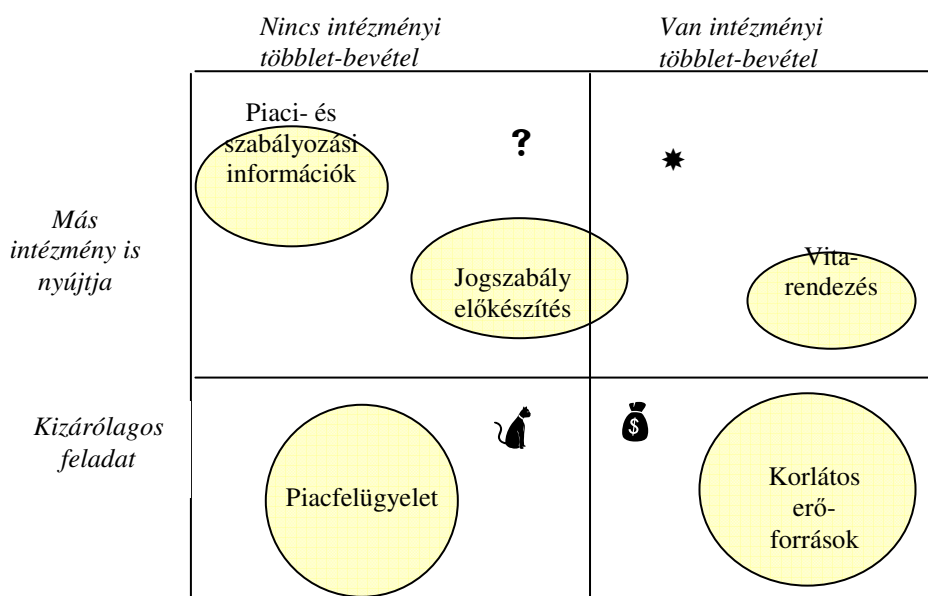 Nincs intézményi
többlet-bevétel
Van intézményi
többlet-bevétel
Más
intézmény is
nyújtja
Piaci- és
szabályozási
információk
?
Jogszabály
előkészítés
Vita-
rendezés
Kizárólagos
feladat
Piacfelügyelet
$
Korlátos
erő-
források